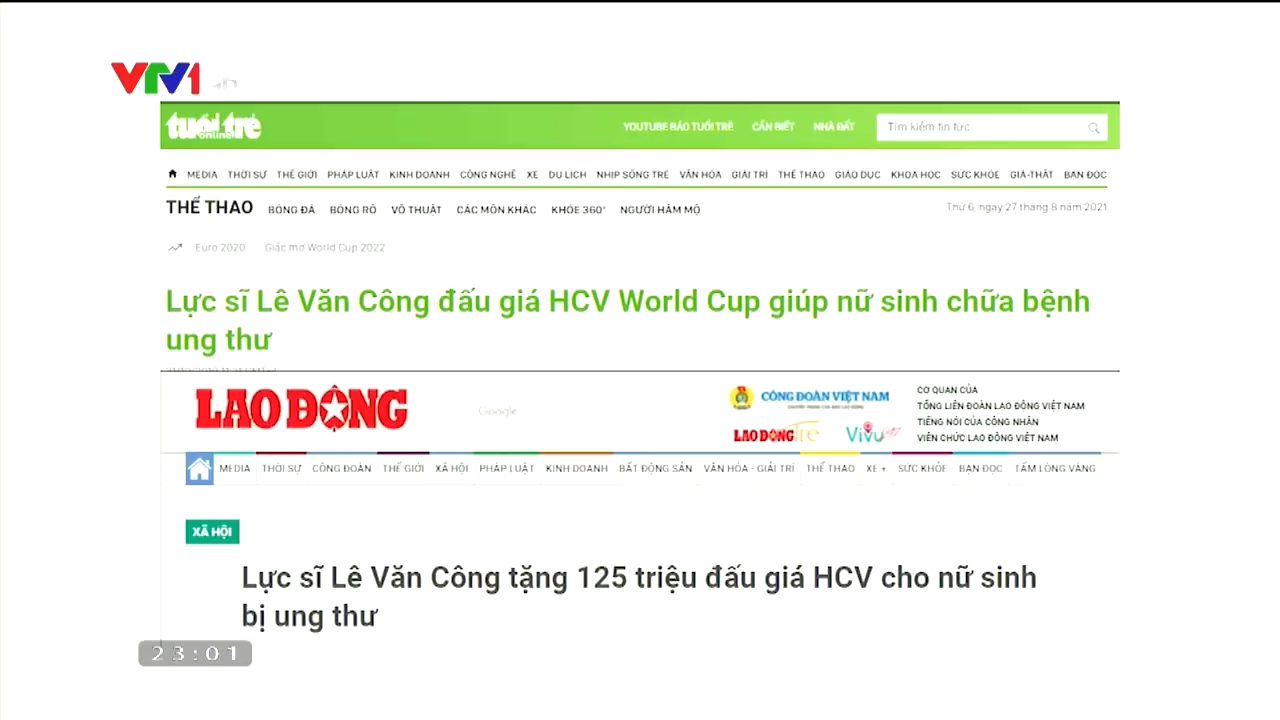 VTV1
tuổi trẻ online
YOUTUBE BÁO TUỔI TRẺ CẦN BIẾT NHÀ ĐẤT Tìm kiếm tin tức
MEDIA THỜI SỰ THẾ GIỚI PHÁP LUẬT KINH DOANH CÔNG NGHỆ XE DU LỊCH NHỊP SỐNG TRẺ VĂN HÓA GIẢI TRÍ THỂ THAO GIÁO DỤC KHOA HỌC SỨC KHỎE GIẢ-THẬT BẠN ĐỌC
THỂ THAO BÓNG ĐÁ BÓNG RỔ VÕ THUẬT CÁC MÔN KHÁC KHỎE 360° NGƯỜI HÂM MỘ Thứ 6, ngày 27 tháng 8 năm 2021
Euro 2020 Giấc mơ World Cup 2022
Lực sĩ Lê Văn Công đấu giá HCV World Cup giúp nữ sinh chữa bệnh
ung thư
LAO ĐỘNG
Google
CÔNG ĐOÀN VIỆT NAM
CƠ QUAN CỦA
TỔNG LIÊN ĐOÀN LAO ĐỘNG VIỆT NAM
TIẾNG NÓI CỦA CÔNG NHÂN
VIÊN CHỨC LAO ĐỘNG VIỆT NAM
LAO ĐỘNG Trẻ
MEDIA THỜI SỰ CÔNG ĐOÀN THẾ GIỚI XÃ HỘI PHÁP LUẬT KINH DOANH BẤT ĐỘNG SẢN VĂN HÓA - GIẢI TRÍ THỂ THAO XE + SỨC KHỎE BẠN ĐỌC TẤM LÒNG VÀNG
XÃ HỘI
Lực sĩ Lê Văn Công tặng 125 triệu đấu giá HCV cho nữ sinh
bị ung thư
23:01